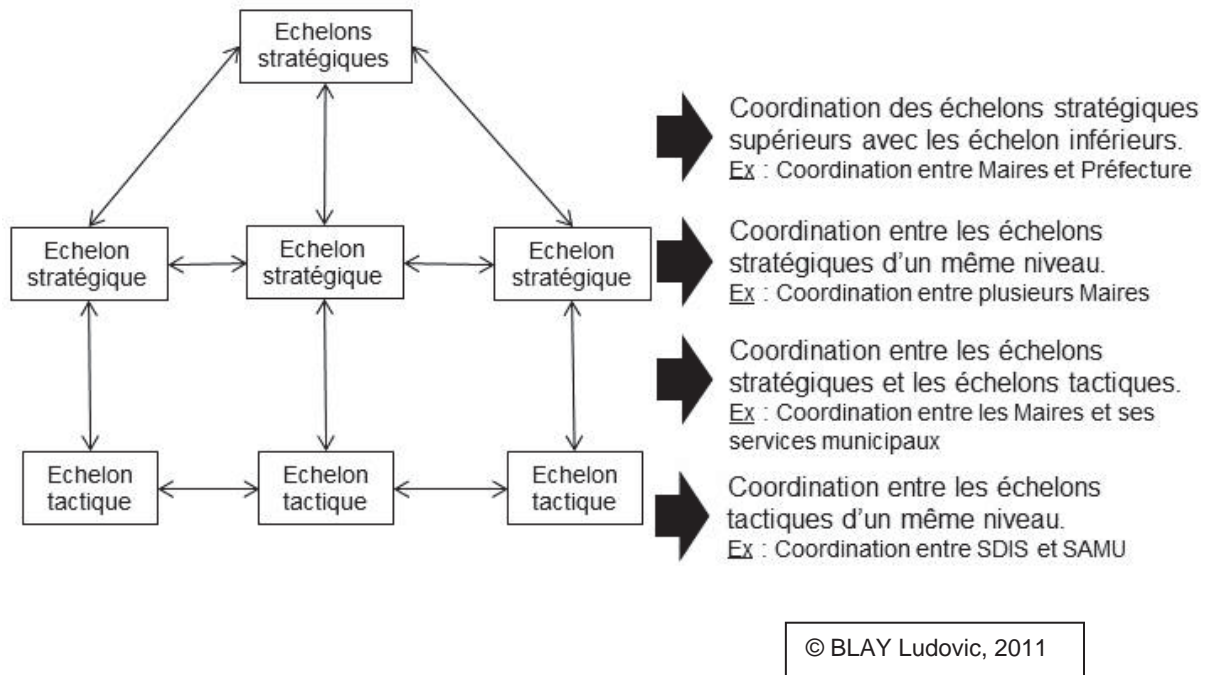 Echelons
stratégiques
Coordination des échelons stratégiques
supérieurs avec les échelon inférieurs.
Ex : Coordination entre Maires et Préfecture
Echelon
stratégique
Echelon
stratégique
Echelon
stratégique
Coordination entre les échelons
stratégiques d'un même niveau.
Ex : Coordination entre plusieurs Maires
Coordination entre les échelons
stratégiques et les échelons tactiques.
Ex : Coordination entre les Maires et ses
services municipaux
Echelon
tactique
Echelon
tactique
Echelon
tactique
Coordination entre les échelons
tactiques d'un même niveau.
Ex : Coordination entre SDIS et SAMU
© BLAY Ludovic, 2011